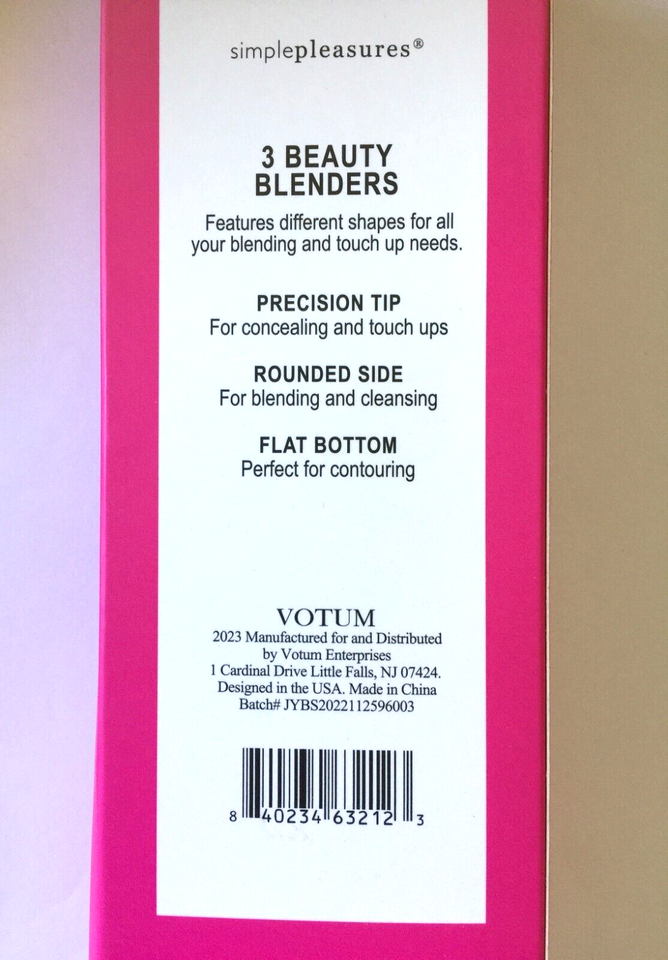 simplepleasures®
3 BEAUTY
BLENDERS
Features different shapes for all
your blending and touch up needs.
PRECISION TIP
For concealing and touch ups
ROUNDED SIDE
For blending and cleansing
FLAT BOTTOM
Perfect for contouring
VOTUM
2023 Manufactured for and Distributed
by Votum Enterprises
1 Cardinal Drive Little Falls, NJ 07424.
Designed in the USA. Made in China
Batch# JYBS2022112596003
8 40234 63212 3